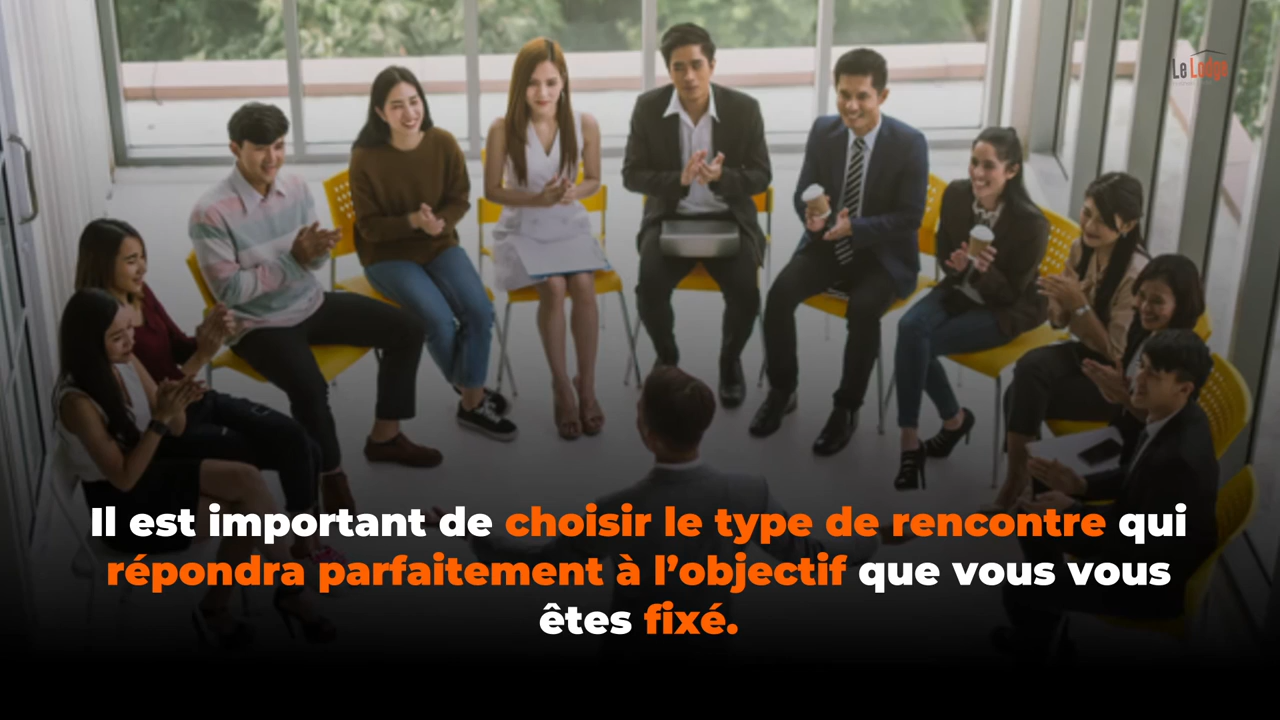 Le Lodge
Il est important de choisir le type de rencontre qui
répondra parfaitement à l’objectif que vous vous
êtes fixé.